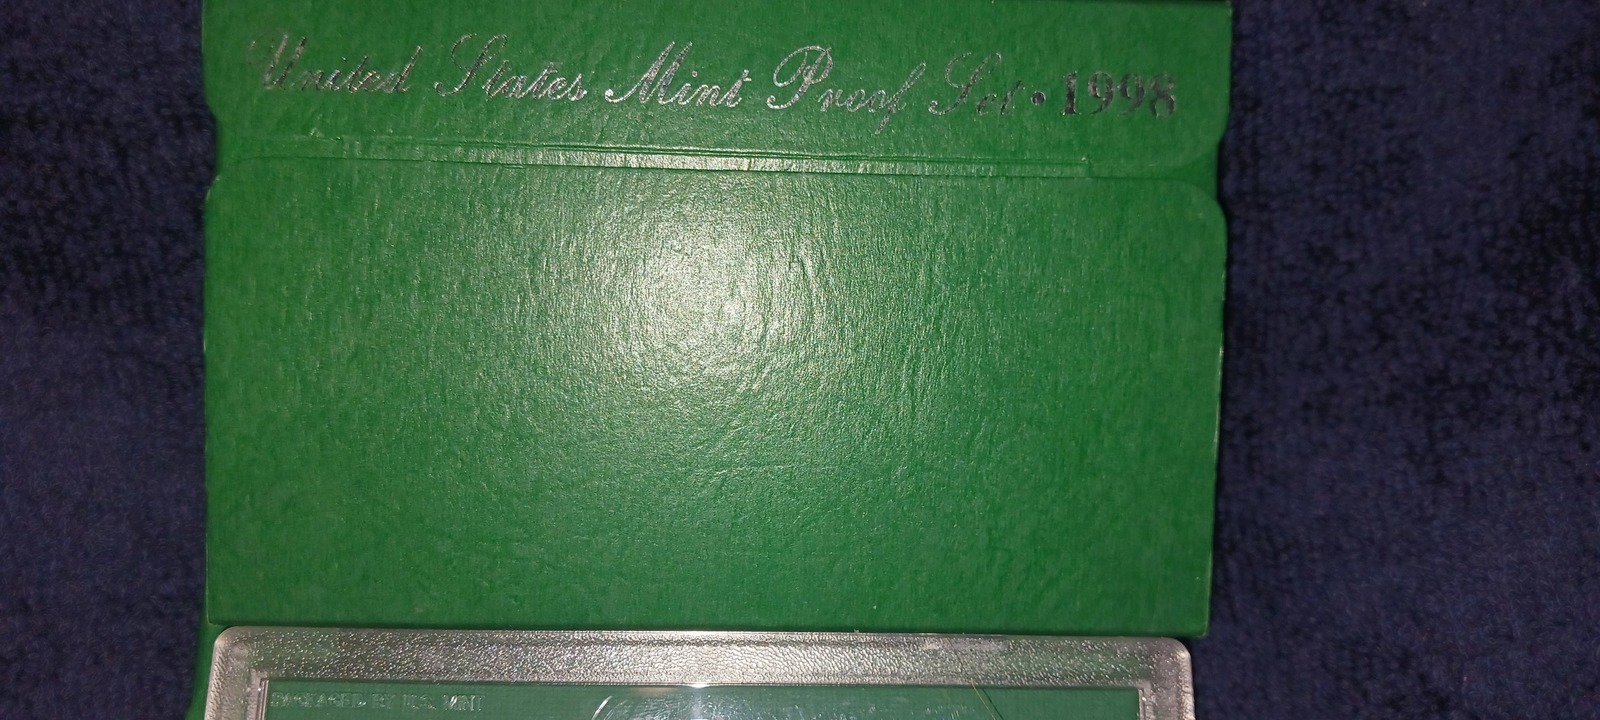 United States Mint Proof Set • 1998
PACKAGED BY U.S. MINT